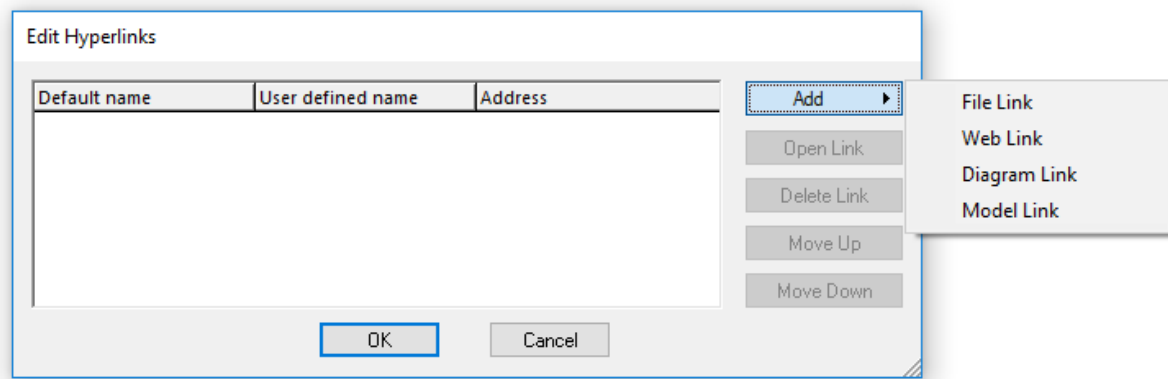 Edit Hyperlinks
Default name User defined name Address
Add
File Link
Web Link
Diagram Link
Model Link
Open Link
Delete Link
Move Up
Move Down
OK Cancel